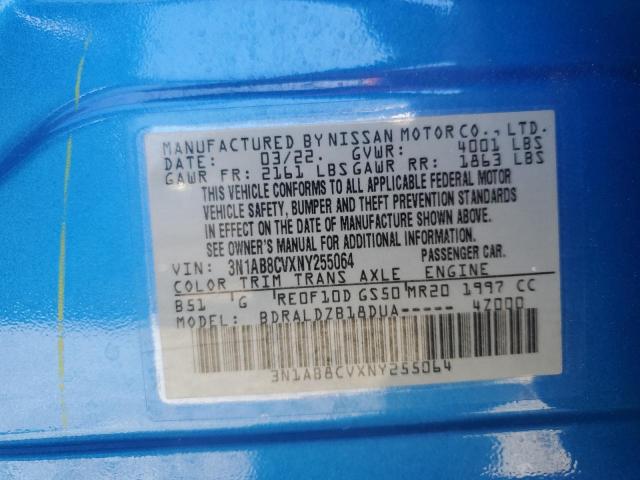 MANUFACTURED BY NISSAN MOTOR CO., LTD.
DATE: 03/22. GVWR: 4001 LBS
GAWR FR: 2161 LBS GAWR RR: 1863 LBS
THIS VEHICLE CONFORMS TO ALL APPLICABLE FEDERAL MOTOR
VEHICLE SAFETY, BUMPER AND THEFT PREVENTION STANDARDS
IN EFFECT ON THE DATE OF MANUFACTURE SHOWN ABOVE.
SEE OWNER'S MANUAL FOR ADDITIONAL INFORMATION.
VIN: 3N1AB8CVXNY255064 PASSENGER CAR.
COLOR TRIM TRANS AXLE ENGINE
B51 G RE0F10D GS50 MR20 1997 CC
MODEL: BDRALDZB18DUA----- 4Z000
3N1AB8CVXNY255064